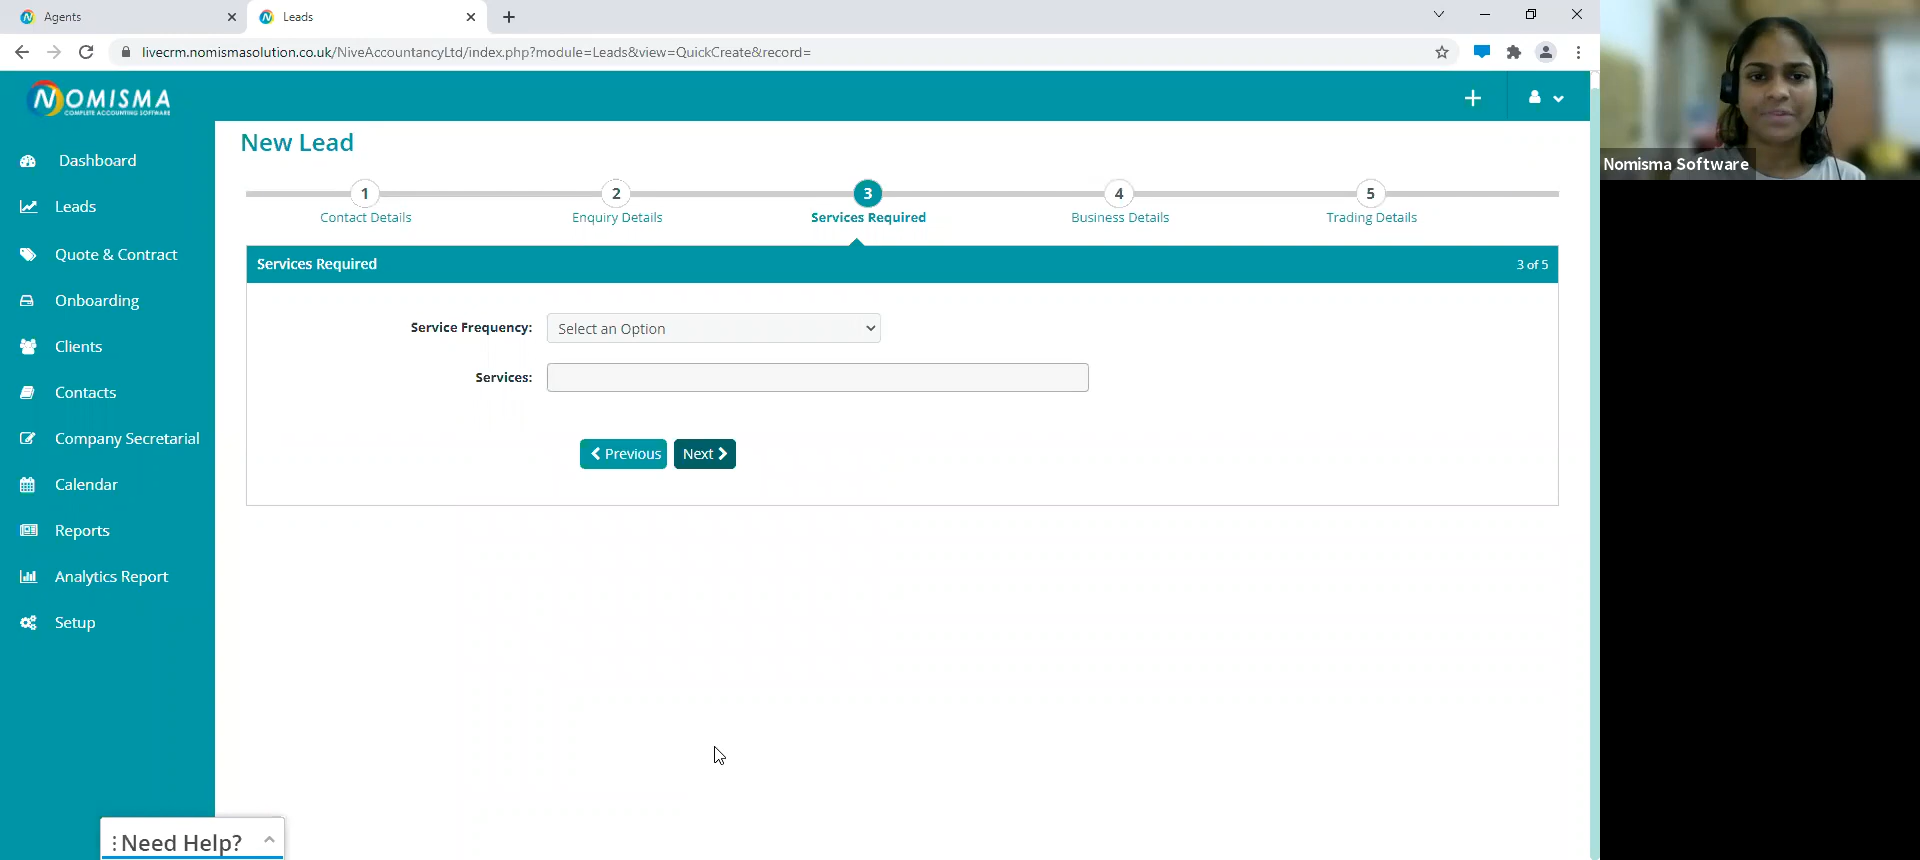 Agents
Leads
livecrm.nomismasolution.co.uk/NiveAccountancyLtd/index.php?module=Leads&view=QuickCreate&record=
NOMISMA
COMPLETE ACCOUNTING SOFTWARE
Dashboard
Leads
Quote & Contract
Onboarding
Clients
Contacts
Company Secretarial
Calendar
Reports
Analytics Report
Setup
Need Help?
New Lead
1
Contact Details
2
Enquiry Details
3
Services Required
4
Business Details
5
Trading Details
Services Required
3 of 5
Service Frequency:
Select an Option
Services:
Previous
Next
Nomisma Software